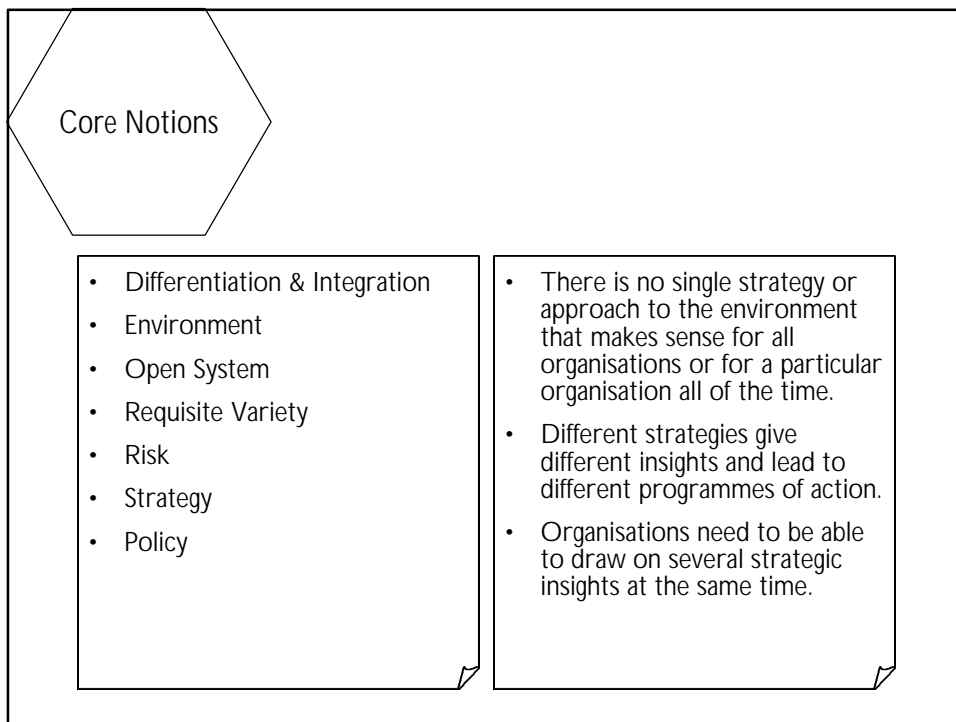 Core Notions
• Differentiation & Integration
• Environment
• Open System
• Requisite Variety
• Risk
• Strategy
• Policy
• There is no single strategy or
approach to the environment
that makes sense for all
organisations or for a particular
organisation all of the time.
• Different strategies give
different insights and lead to
different programmes of action.
• Organisations need to be able
to draw on several strategic
insights at the same time.